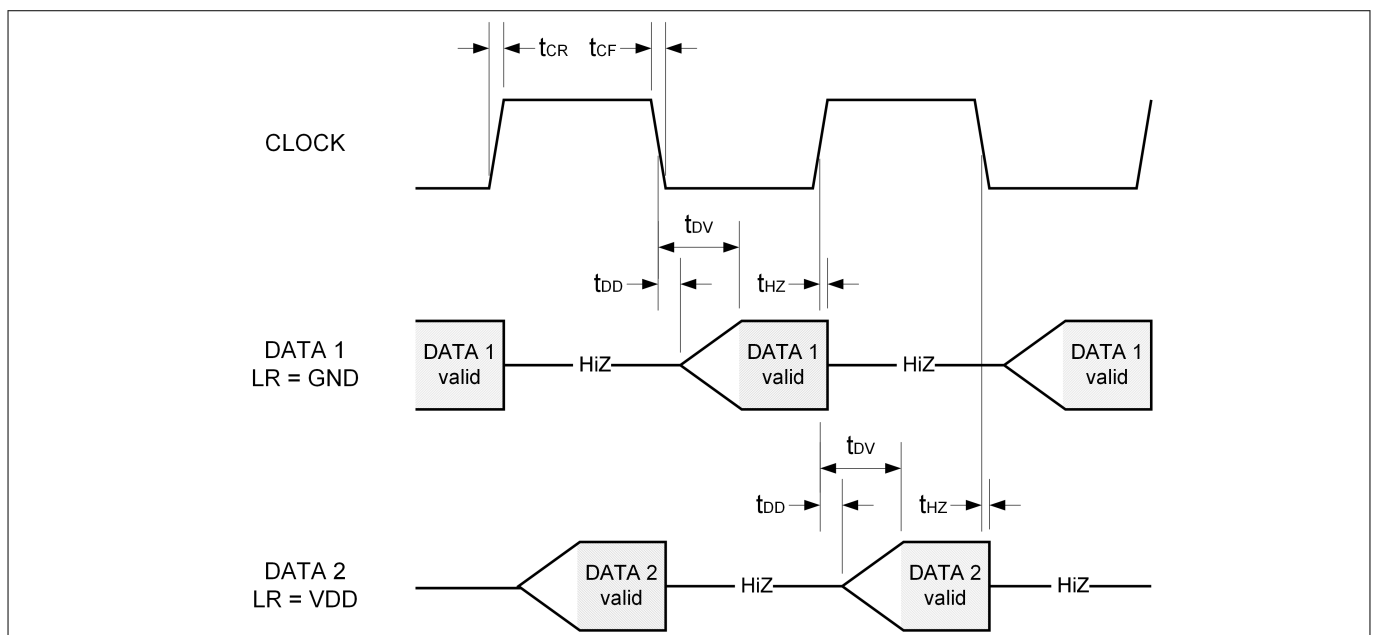 tCR tCF
CLOCK
tDV
tDD tHZ
DATA 1
LR = GND
DATA 1
valid
HiZ
DATA 1
valid
HiZ
DATA 1
valid
tDV
tDD tHZ
DATA 2
LR = VDD
DATA 2
valid
HiZ
DATA 2
valid
HiZ